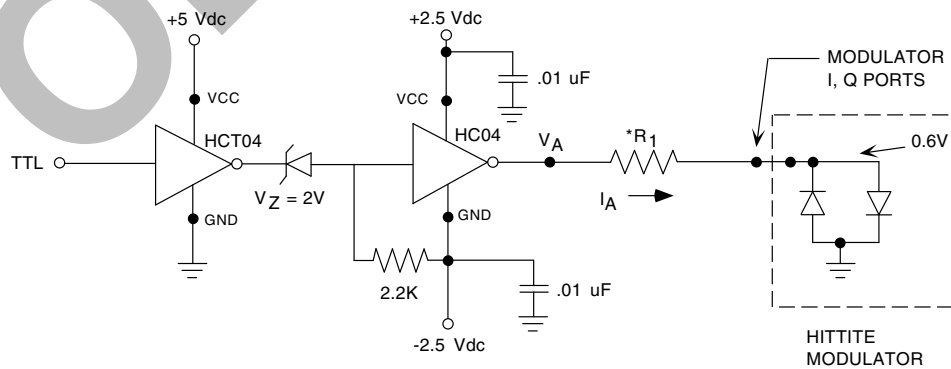 +5 Vdc
+2.5 Vdc
.01 uF
MODULATOR
I, Q PORTS
VCC
VCC
HCT04
HC04
VA
*R1
0.6V
TTL
VZ = 2V
IA
GND
GND
2.2K
.01 uF
-2.5 Vdc
HITTITE
MODULATOR